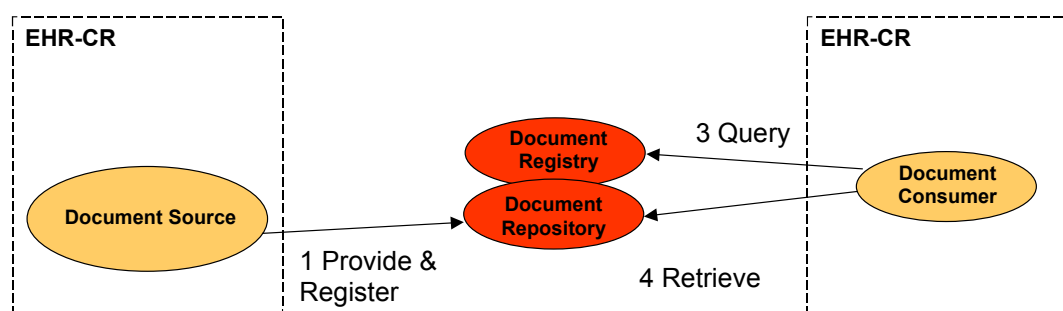 EHR-CR
EHR-CR
Document
Registry
3 Query
Document
Consumer
Document Source
Document
Repository
1 Provide &
Register
4 Retrieve